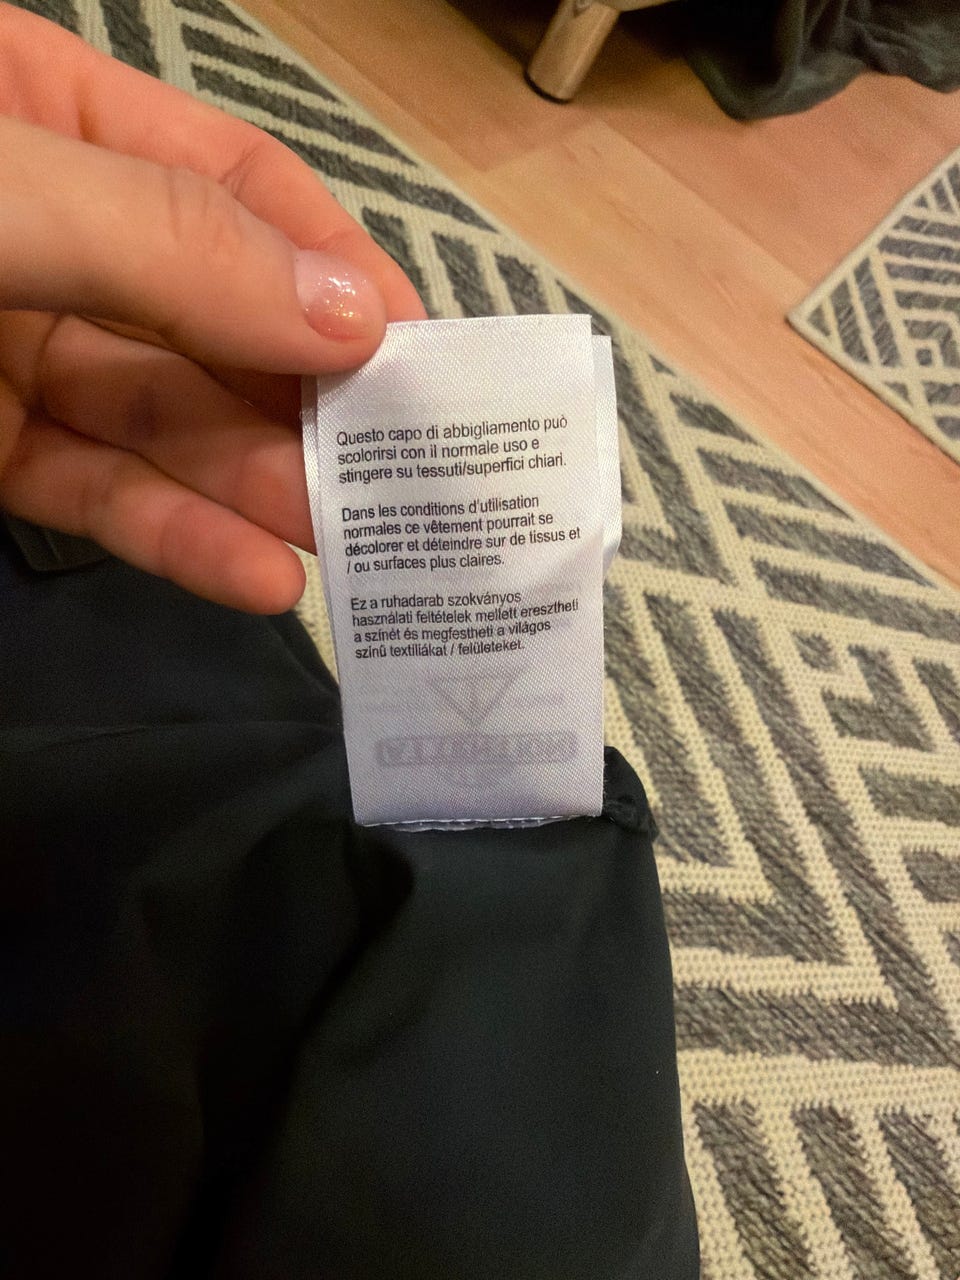 Questo capo di abbigliamento può
scolorirsi con il normale uso e
stingere su tessuti/superfici chiari.
Dans les conditions d'utilisation
normales ce vêtement pourrait se
décolorer et déteindre sur de tissus et
/ ou surfaces plus claires.
Ez a ruhadarab szokványos
használati feltételek mellett eresztheti
a színét és megfestheti a világos
színű textiliákat / felületeket.